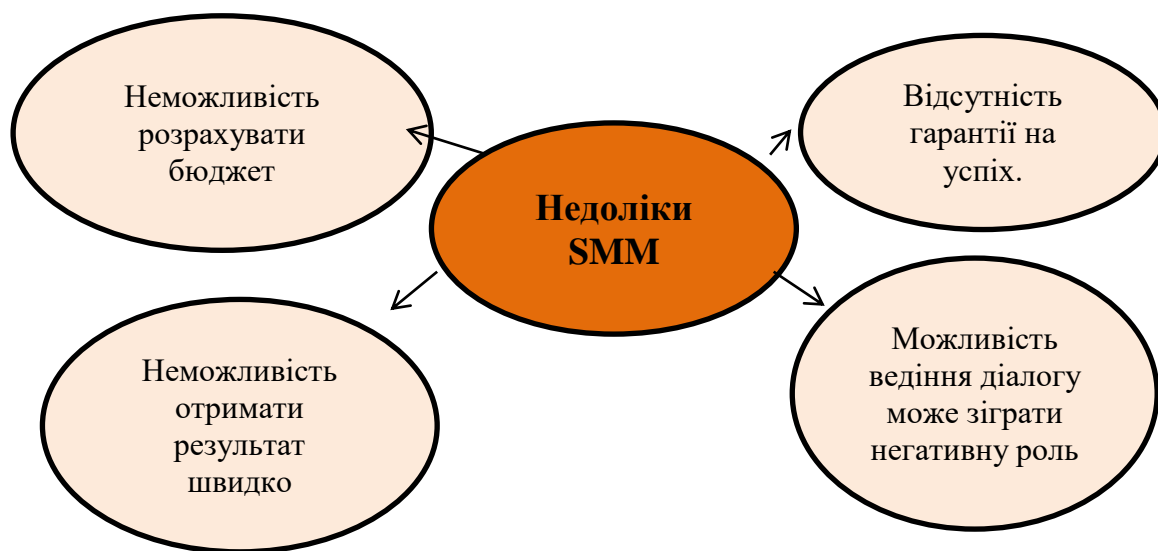 Неможливість
розрахувати
бюджет
Відсутність
гарантії на
успіх.
Недоліки
SMM
Неможливість
отримати
результат
швидко
Можливість
ведіння діалогу
може зіграти
негативну роль